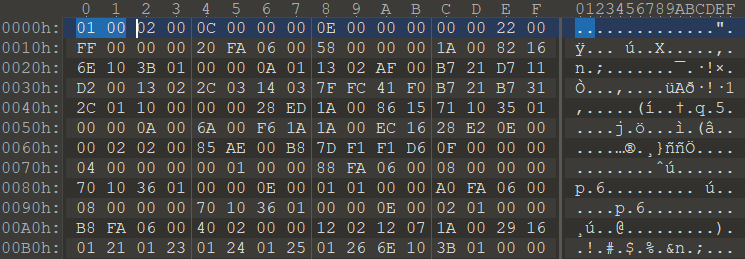 0 1 2 3 4 5 6 7 8 9 A B C D E F 0123456789ABCDEF
0000h: 01 00 02 00 0C 00 00 00 0E 00 00 00 00 00 22 00 ..............".
0010h: FF 00 00 00 20 FA 06 00 58 00 00 00 1A 00 82 16 ÿ... ú..X.....‚.
0020h: 6E 10 3B 01 00 00 0A 01 13 02 AF 00 B7 21 D7 11 n.;.......¯.·!×.
0030h: D2 00 13 02 2C 03 14 03 7F FC 41 F0 B7 21 B7 31 Ò...,....üAð·!·1
0040h: 2C 01 10 00 00 00 28 ED 1A 00 86 15 71 10 35 01 ,.....(í..†.q.5.
0050h: 00 00 0A 00 6A 00 F6 1A 1A 00 EC 16 28 E2 0E 00 ....j.ö...ì.(â..
0060h: 00 02 02 00 85 AE 00 B8 7D F1 F1 D6 0F 00 00 00 ....…®.¸}ññÖ....
0070h: 04 00 00 00 00 01 00 00 88 FA 06 00 08 00 00 00 ........ˆú......
0080h: 70 10 36 01 00 00 0E 00 01 01 00 00 A0 FA 06 00 p.6......... ú..
0090h: 08 00 00 00 70 10 36 01 00 00 0E 00 02 01 00 00 ....p.6.........
00A0h: B8 FA 06 00 40 02 00 00 12 02 12 07 1A 00 29 16 ¸ú..@.........).
00B0h: 01 21 01 23 01 24 01 25 01 26 6E 10 3B 01 00 00 .!.#.$.%.&n.;...